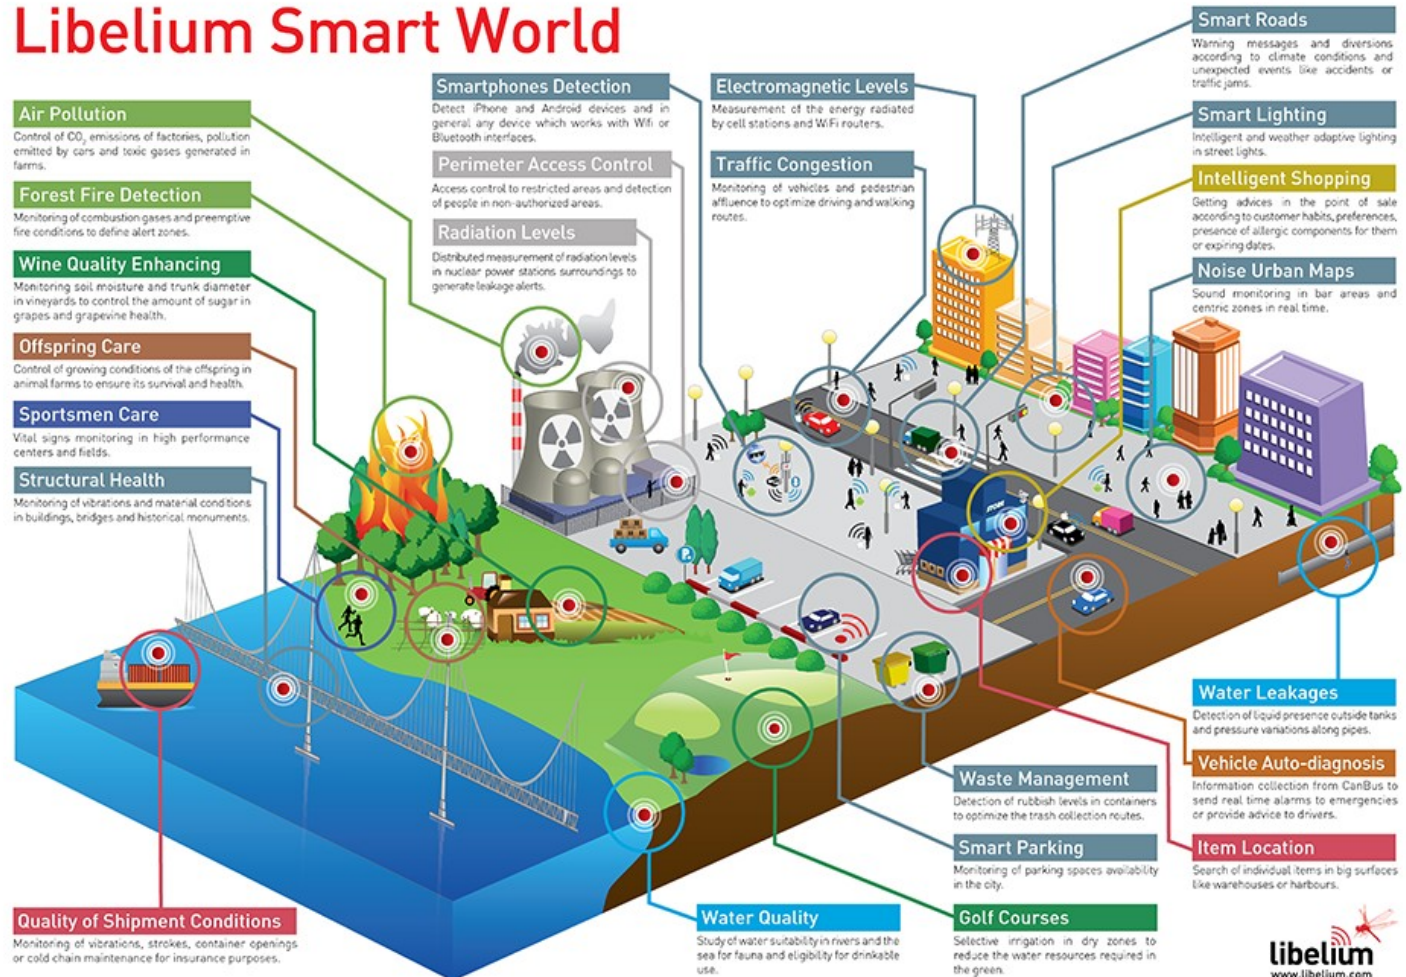 Libelium Smart World
Air Pollution
Control of CO₂ emissions of factories, pollution
emitted by cars and toxic gases generated in
farms.
Forest Fire Detection
Monitoring of combustion gases and preemptive
fire conditions to define alert zones.
Wine Quality Enhancing
Monitoring soil moisture and trunk diameter
in vineyards to control the amount of sugar in
grapes and grapevine health.
Offspring Care
Control of growing conditions of the offspring in
animal farms to ensure its survival and health.
Sportsmen Care
Vital signs monitoring in high performance
centers and fields.
Structural Health
Monitoring of vibrations and material conditions
in buildings, bridges and historical monuments.
Quality of Shipment Conditions
Monitoring of vibrations, strokes, container openings
or cold chain maintenance for insurance purposes.
Smartphones Detection
Detect iPhone and Android devices and in
general any device which works with Wifi or
Bluetooth interfaces.
Perimeter Access Control
Access control to restricted areas and detection
of people in non-authorized areas.
Radiation Levels
Distributed measurement of radiation levels
in nuclear power stations surroundings to
generate leakage alerts.
Electromagnetic Levels
Measurement of the energy radiated
by cell stations and WiFi routers.
Traffic Congestion
Monitoring of vehicles and pedestrian
affluence to optimize driving and walking
routes.
Smart Roads
Warning messages and diversions
according to climate conditions and
unexpected events like accidents or
traffic jams.
Smart Lighting
Intelligent and weather adaptive lighting
in street lights.
Intelligent Shopping
Getting advices in the point of sale
according to customer habits, preferences,
presence of allergic components for them
or expiring dates.
Noise Urban Maps
Sound monitoring in bar areas and
centric zones in real time.
P
Water Leakages
Detection of liquid presence outside tanks
and pressure variations along pipes.
Vehicle Auto-diagnosis
Information collection from CanBus to
send real time alarms to emergencies
or provide advice to drivers.
Item Location
Search of individual items in big surfaces
like warehouses or harbours.
Waste Management
Detection of rubbish levels in containers
to optimize the trash collection routes.
Smart Parking
Monitoring of parking spaces availability
in the city.
Golf Courses
Selective irrigation in dry zones to
reduce the water resources required in
the green.
Water Quality
Study of water suitability in rivers and the
sea for fauna and eligibility for drinkable
use.
libelium
www.libelium.com